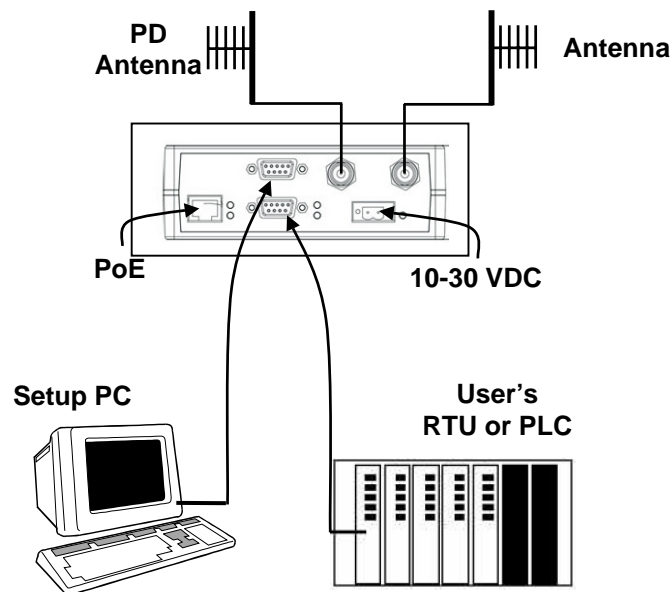 PD
Antenna
Antenna
PoE
10-30 VDC
Setup PC
User's
RTU or PLC